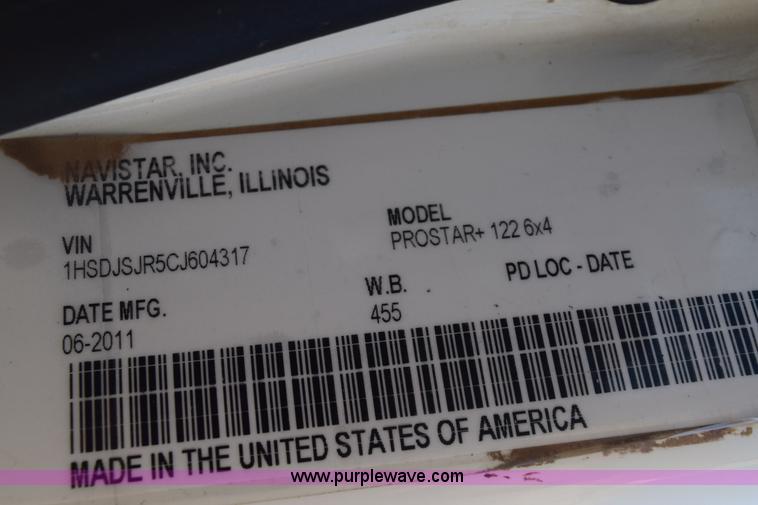 NAVISTAR, INC.
WARRENVILLE, ILLINOIS
VIN
1HSDJSJR5CJ604317
MODEL
PROSTAR+ 122 6x4
DATE MFG.
06-2011
W.B.
455
PD LOC - DATE
MADE IN THE UNITED STATES OF AMERICA
www.purplewave.com